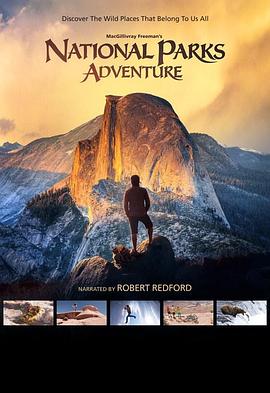 Discover The Wild Places That Belong To Us All
MacGillivray Freeman's
NATIONAL PARKS
ADVENTURE
NARRATED BY ROBERT REDFORD